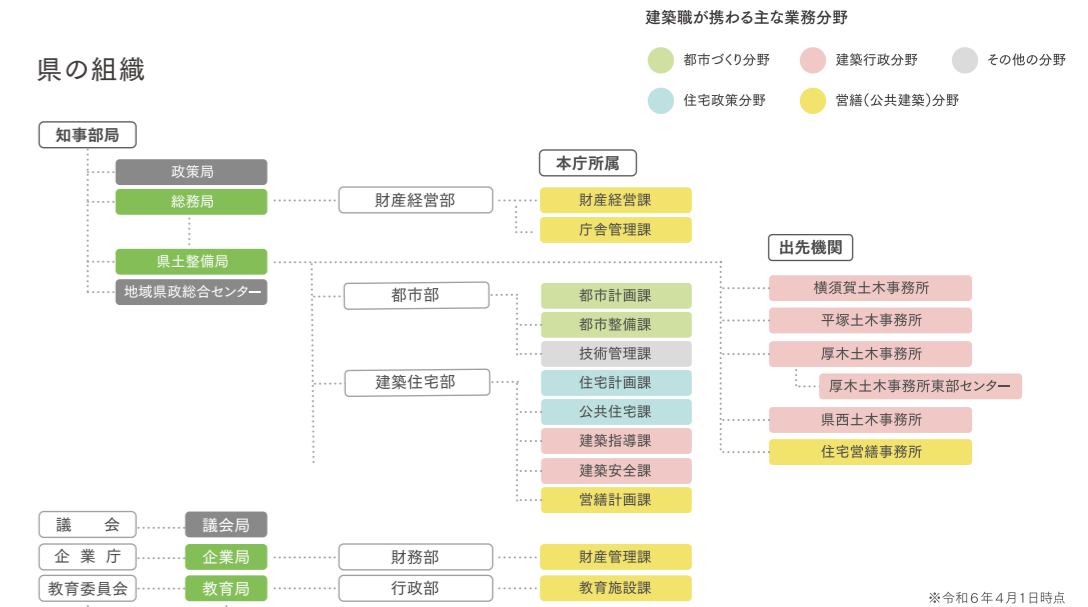 建築職が携わる主な業務分野
都市づくり分野
建築行政分野
その他の分野
住宅政策分野
営繕(公共建築)分野
県の組織
知事部局
政策局
総務局
県土整備局
地域県政総合センター
財産経営部
都市部
建築住宅部
本庁所属
財産経営課
庁舎管理課
都市計画課
都市整備課
技術管理課
住宅計画課
公共住宅課
建築指導課
建築安全課
営繕計画課
出先機関
横須賀土木事務所
平塚土木事務所
厚木土木事務所
厚木土木事務所東部センター
県西土木事務所
住宅営繕事務所
議 会
議会局
企 業 庁
企業局
財務部
財産管理課
教育委員会
教育局
行政部
教育施設課
※令和6年4月1日時点